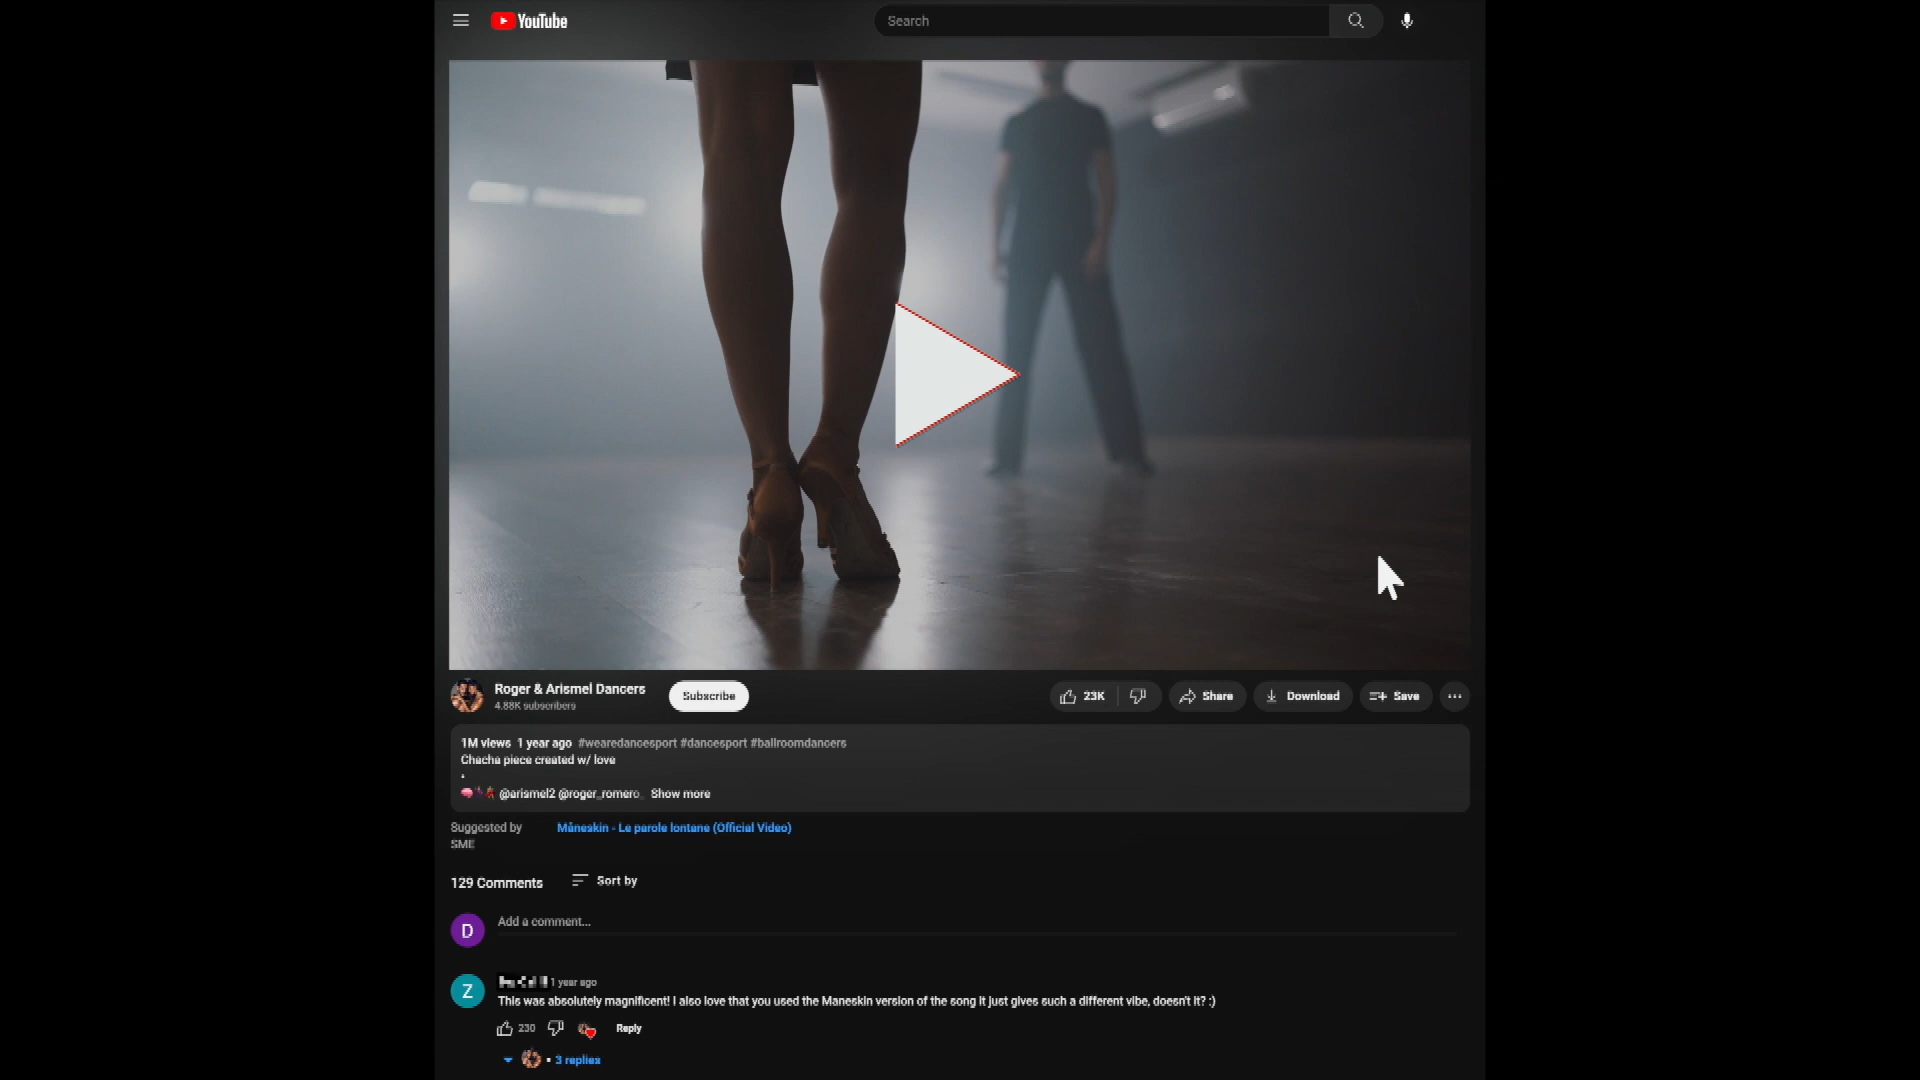 YouTube
Search
Roger & Arismel Dancers
4.88K subscribers
Subscribe
23K
Share
Download
Save
1M views 1 year ago #wearedancesport #dancesport #ballroomdancers
Chacha piece created w/ love
.
@arismel2 @roger_romero_ Show more
Suggested by
SME
Måneskin - Le parole lontane (Official Video)
129 Comments
Sort by
D
Add a comment...
Z
1 year ago
This was absolutely magnificent! I also love that you used the Maneskin version of the song it just gives such a different vibe, doesn't it? :)
230
Reply
3 replies